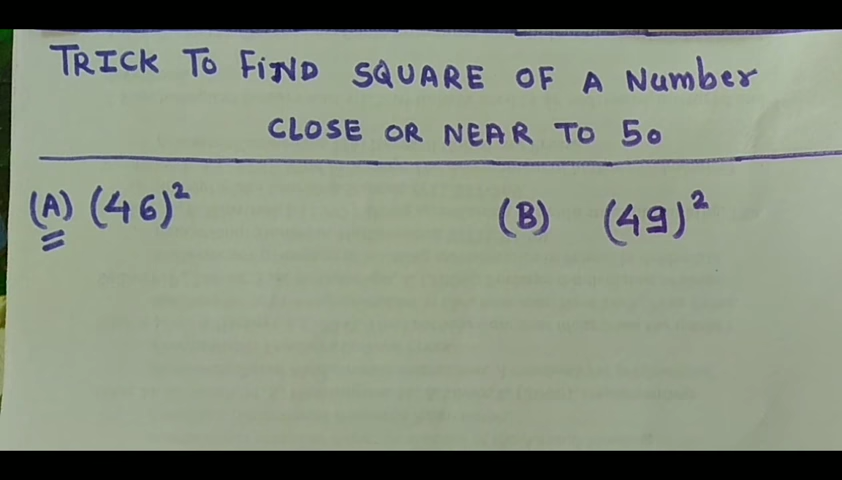 TRICK TO FIND SQUARE OF A Number
CLOSE OR NEAR TO 50
(A) (46)² (B) (49)²